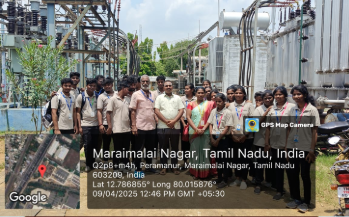 GPS Map Camera
Maraimalai Nagar, Tamil Nadu, India
Q2p8+m4h, Peramanur, Maraimalai Nagar, Tamil Nadu
603209, India
Lat 12.786855° Long 80.015876°
09/04/2025 12:46 PM GMT +05:30
Google